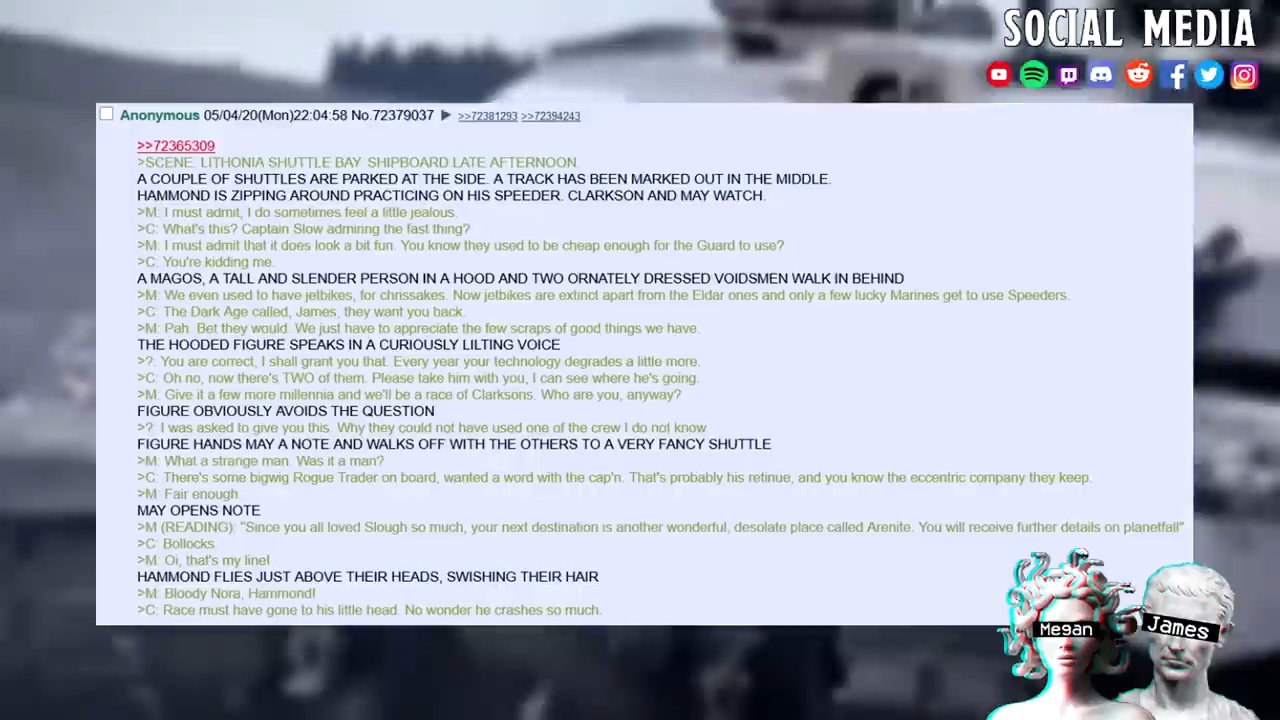 SOCIAL MEDIA
Anonymous 05/04/20(Mon)22:04:58 No.72379037 ▶ >>72381293 >>72394243
>>72365309
>SCENE. LITHONIA SHUTTLE BAY. SHIPBOARD LATE AFTERNOON.
A COUPLE OF SHUTTLES ARE PARKED AT THE SIDE. A TRACK HAS BEEN MARKED OUT IN THE MIDDLE.
HAMMOND IS ZIPPING AROUND PRACTICING ON HIS SPEEDER. CLARKSON AND MAY WATCH.
>M: I must admit, I do sometimes feel a little jealous.
>C: What's this? Captain Slow admiring the fast thing?
>M: I must admit that it does look a bit fun. You know they used to be cheap enough for the Guard to use?
>C: You're kidding me.
A MAGOS, A TALL AND SLENDER PERSON IN A HOOD AND TWO ORNATELY DRESSED VOIDSMEN WALK IN BEHIND
>M: We even used to have jetbikes, for chrissakes. Now jetbikes are extinct apart from the Eldar ones and only a few lucky Marines get to use Speeders.
>C: The Dark Age called, James, they want you back.
>M: Pah. Bet they would. We just have to appreciate the few scraps of good things we have.
THE HOODED FIGURE SPEAKS IN A CURIOUSLY LILTING VOICE
>?: You are correct, I shall grant you that. Every year your technology degrades a little more.
>C: Oh no, now there's TWO of them. Please take him with you, I can see where he's going.
>M: Give it a few more millennia and we'll be a race of Clarksons. Who are you, anyway?
FIGURE OBVIOUSLY AVOIDS THE QUESTION
>?: I was asked to give you this. Why they could not have used one of the crew I do not know.
FIGURE HANDS MAY A NOTE AND WALKS OFF WITH THE OTHERS TO A VERY FANCY SHUTTLE
>M: What a strange man. Was it a man?
>C: There's some bigwig Rogue Trader on board, wanted a word with the cap'n. That's probably his retinue, and you know the eccentric company they keep.
>M: Fair enough.
MAY OPENS NOTE
>M (READING): "Since you all loved Slough so much, your next destination is another wonderful, desolate place called Arenite. You will receive further details on planetfall"
>C: Bollocks.
>M: Oi, that's my line!
HAMMOND FLIES JUST ABOVE THEIR HEADS, SWISHING THEIR HAIR
>M: Bloody Nora, Hammond!
>C: Race must have gone to his little head. No wonder he crashes so much.
Megan
James